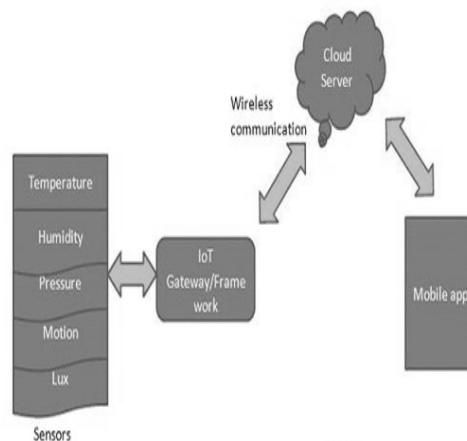 Cloud
Server
Wireless
communication
Temperature
Humidity
Pressure
Motion
Lux
Sensors
IoT
Gateway/Frame
work
Mobile app